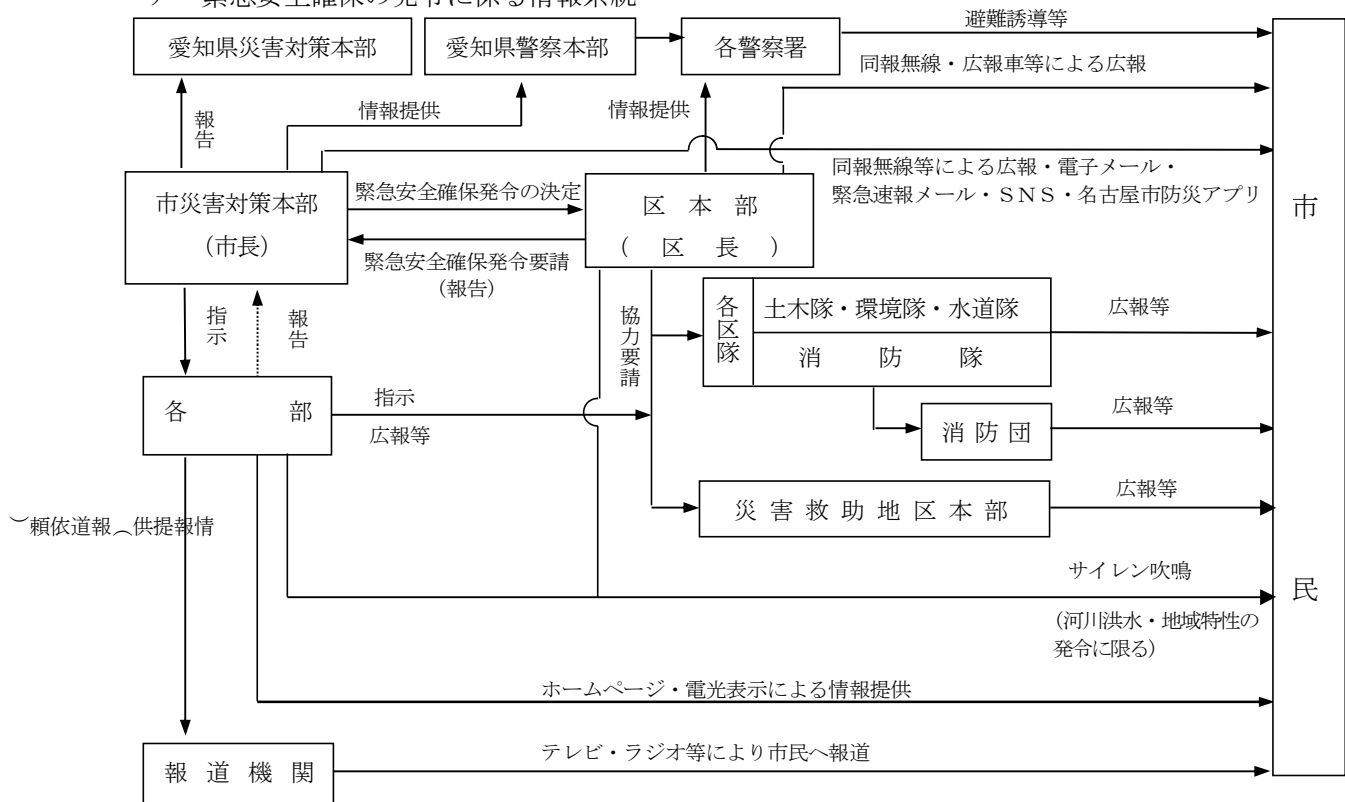 緊急安全確保の発令に係る情報系統
避難誘導等
愛知県災害対策本部
愛知県警察本部
各警察署
同報無線・広報車等による広報
報告
情報提供
情報提供
同報無線等による広報・電子メール・
緊急速報メール・ＳＮＳ・名古屋市防災アプリ
市災害対策本部
(市長)
緊急安全確保発令の決定
区本部
(区長)
緊急安全確保発令要請
(報告)
市民
指示
報告
協力要請
各区隊
土木隊・環境隊・水道隊
消防隊
広報等
各部
指示
広報等
消防団
広報等
災害救助地区本部
広報等
情報提供（報道依頼）
サイレン吹鳴
(河川洪水・地域特性の
発令に限る)
ホームページ・電光表示による情報提供
報道機関
テレビ・ラジオ等により市民へ報道